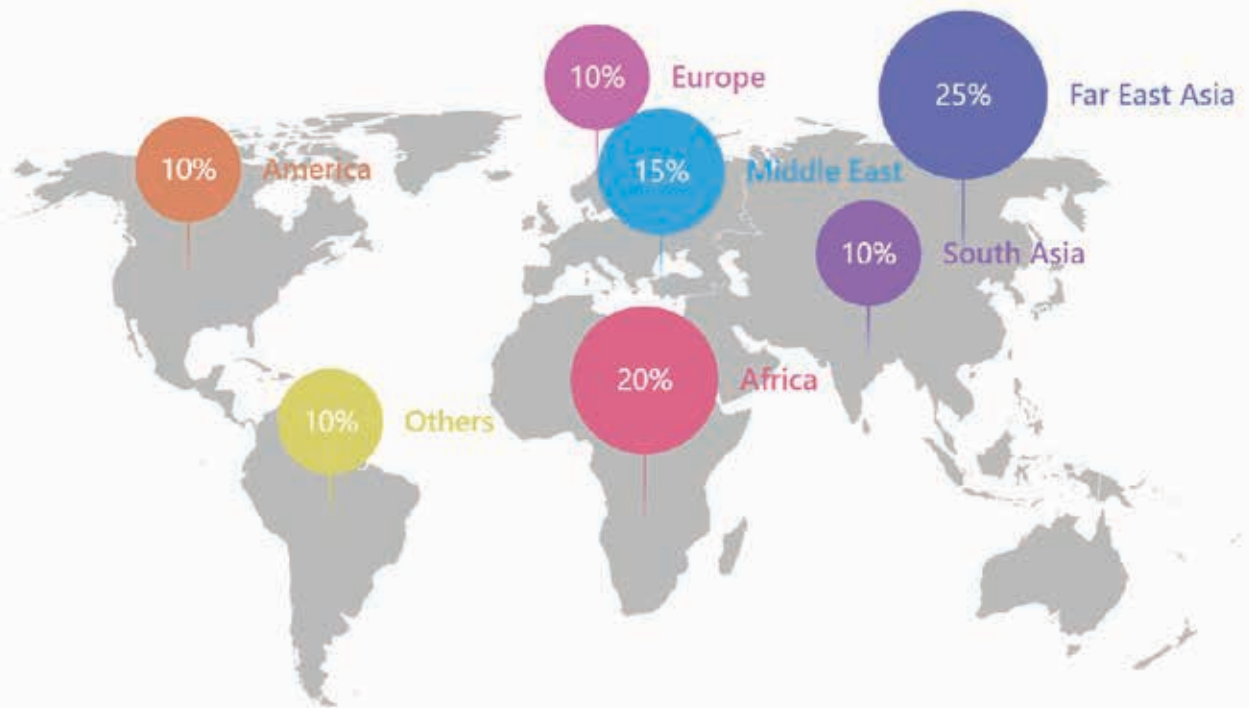 10% Europe
25% Far East Asia
10% America
15% Middle East
10% South Asia
20% Africa
10% Others